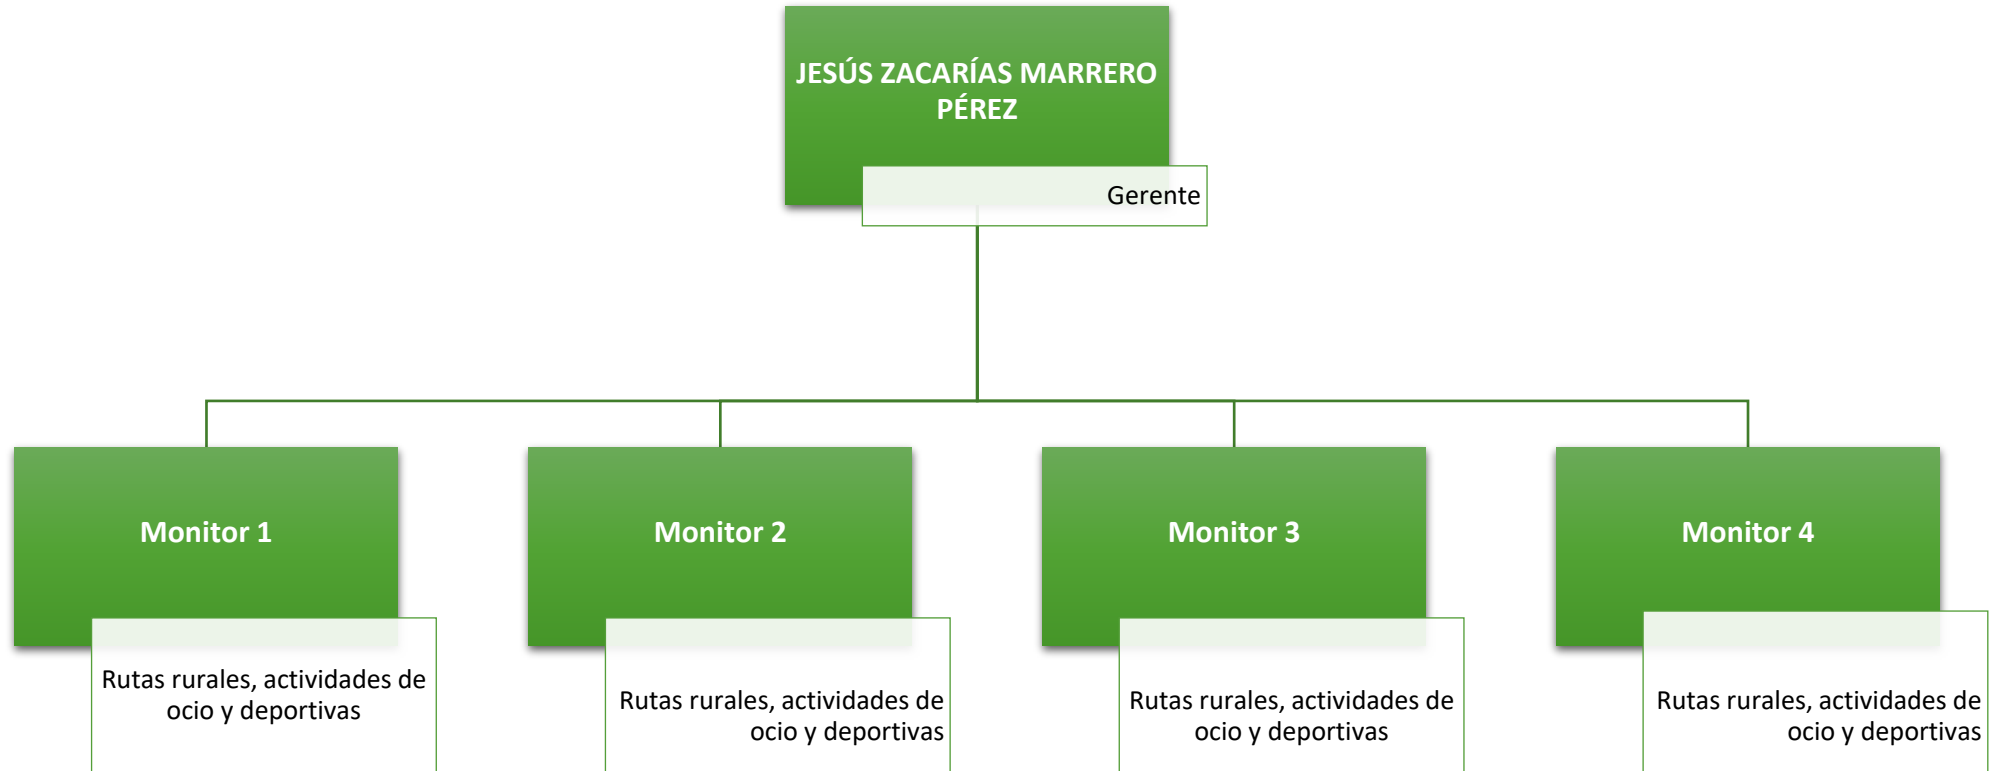 JESÚS ZACARÍAS MARRERO
PÉREZ
Gerente
Monitor 1
Rutas rurales, actividades de
ocio y deportivas
Monitor 2
Rutas rurales, actividades de
ocio y deportivas
Monitor 3
Rutas rurales, actividades de
ocio y deportivas
Monitor 4
Rutas rurales, actividades de
ocio y deportivas